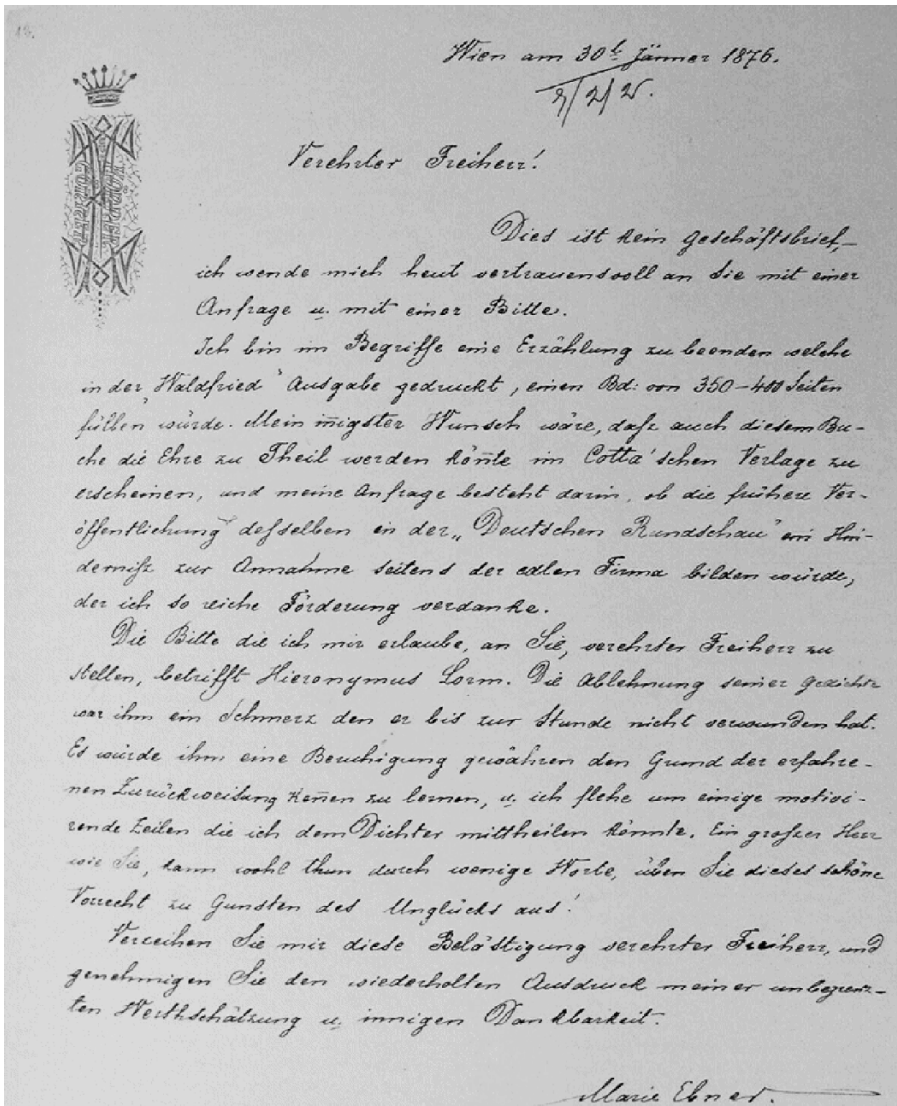 13.
Wien am 30t Jänner 1876.
Verehrter Freiherr!
Dies ist kein Geschäftsbrief,—
ich wende mich heut vertrauensvoll an Sie mit einer
Anfrage u. mit einer Bitte.
Ich bin im Begriffe eine Erzählung zu beenden welche
in der „Waldfried" Ausgabe gedruckt, einen Bd: von 350–400 Seiten
füllen würde. Mein iñigster Wunsch wäre, daß auch diesem Bu-
che die Ehre zu Theil werden kön̄te im Cotta'schen Verlage zu
erscheinen, und meine Anfrage besteht darin, ob die frühere Ver-
öffentlichung desselben in der „Deutschen Rundschau" ein Hin-
derniß zur Annahme seitens der edlen Firma bilden würde,
der ich so reiche Förderung verdanke.
Die Bitte die ich mir erlaube, an Sie, verehrter Freiherr zu
stellen, betrifft Hieronymus Lorm. Die Ablehnung seiner Gedichte
war ihm ein Schmerz den er bis zur Stunde nicht verwunden hat.
Es würde ihm eine Beruhigung gewähren den Grund der erfahre-
nen Zurückweisung ken̄en zu lernen, u. ich flehe um einige motivi-
rende Zeilen die ich dem Dichter mittheilen könnte. Ein großer Herr
wie Sie, kann wohl thun durch wenige Worte, üben Sie dieses schöne
Vorrecht zu Gunsten des Unglücks aus!
Verzeihen Sie mir diese Belästigung verehrter Freiherr, und
genehmigen Sie den wiederholten Ausdruck meiner unbegrenz-
ten Werthschätzung u. innigen Dankbarkeit.
Marie Ebner.